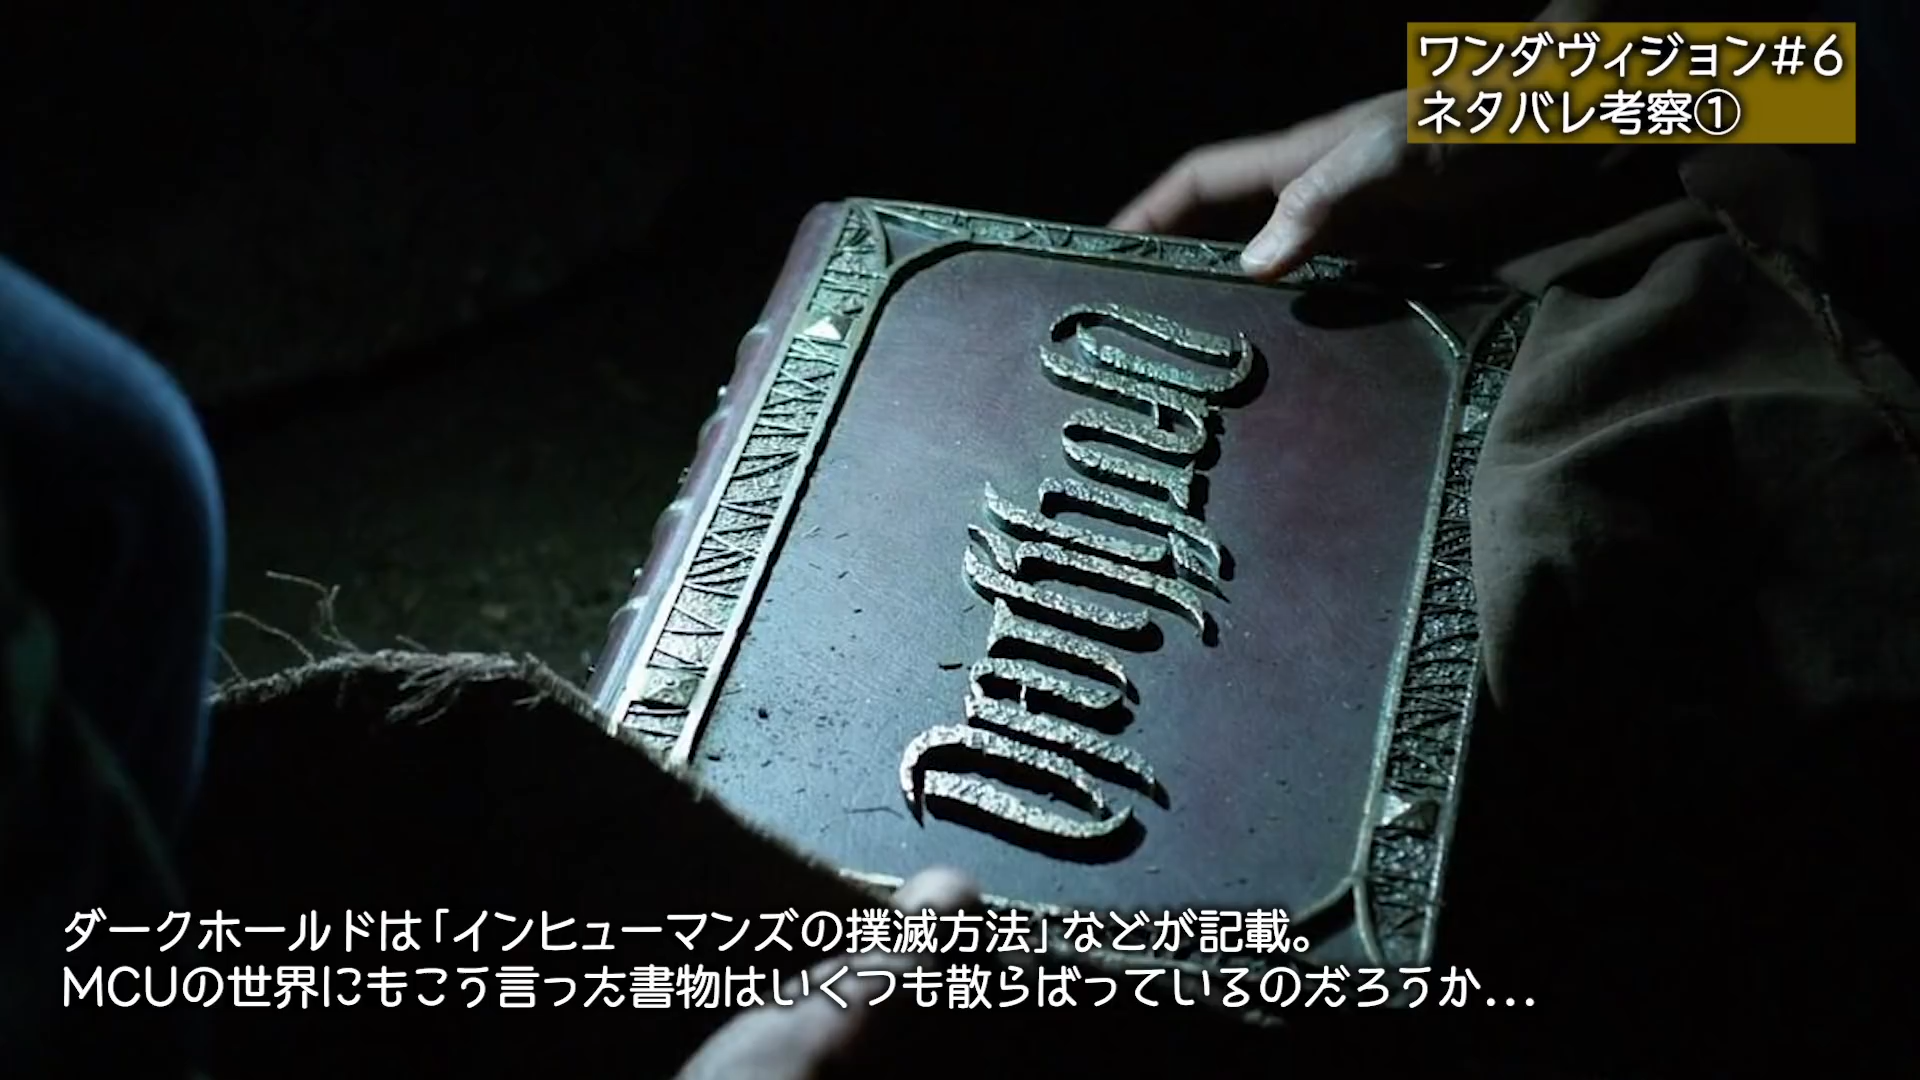 ワンダヴィジョン#6
ネタバレ考察①
Darkhold
ダークホールドは「インヒューマンズの撲滅方法」などが記載。
MCUの世界にもこう言った書物はいくつも散らばっているのだろうか...